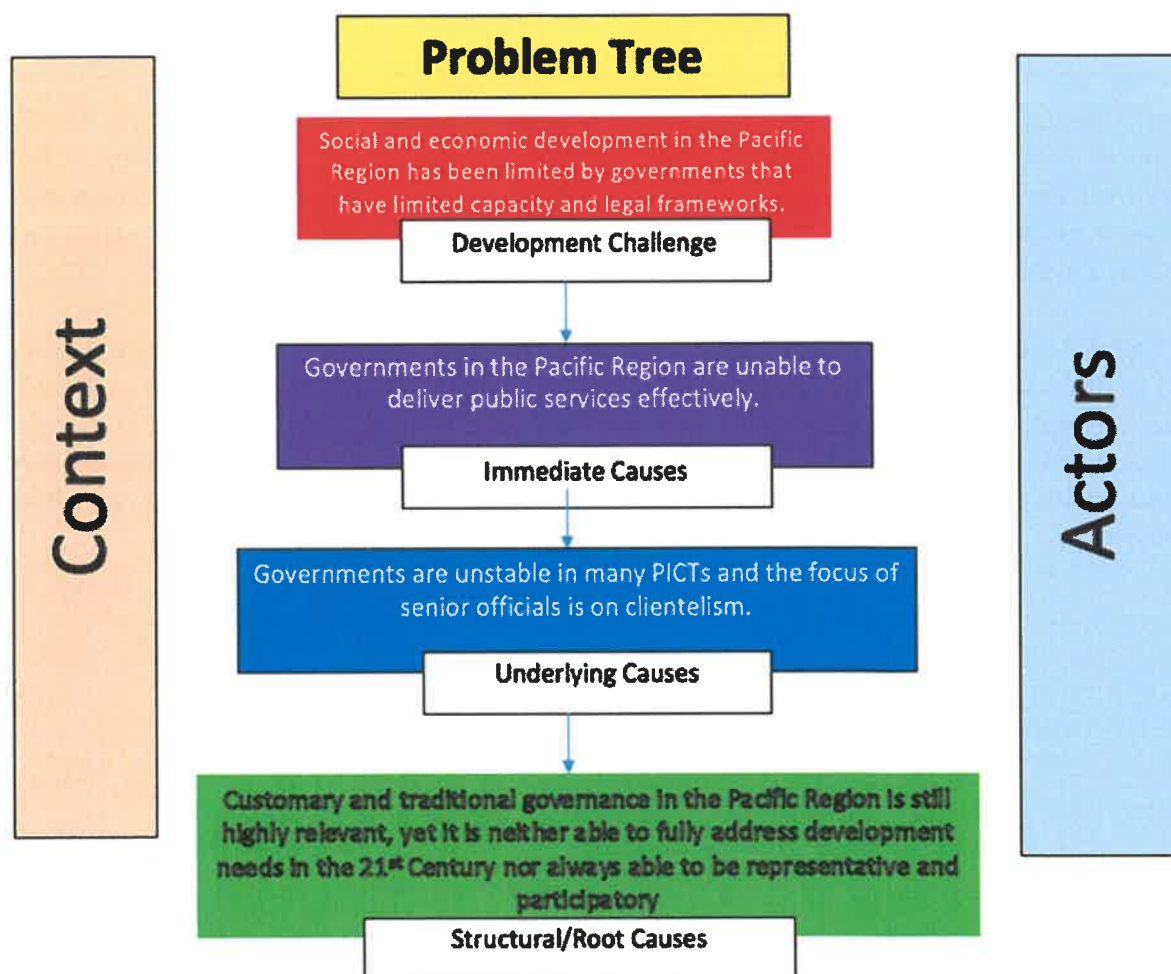 Problem Tree
Context
Actors
Social and economic development in the Pacific
Region has been limited by governments that
have limited capacity and legal frameworks.
Development Challenge
Governments in the Pacific Region are unable to
deliver public services effectively.
Immediate Causes
Governments are unstable in many PICTs and the focus of
senior officials is on clientelism.
Underlying Causes
Customary and traditional governance in the Pacific Region is still
highly relevant, yet it is neither able to fully address development
needs in the 21st Century nor always able to be representative and
participatory
Structural/Root Causes